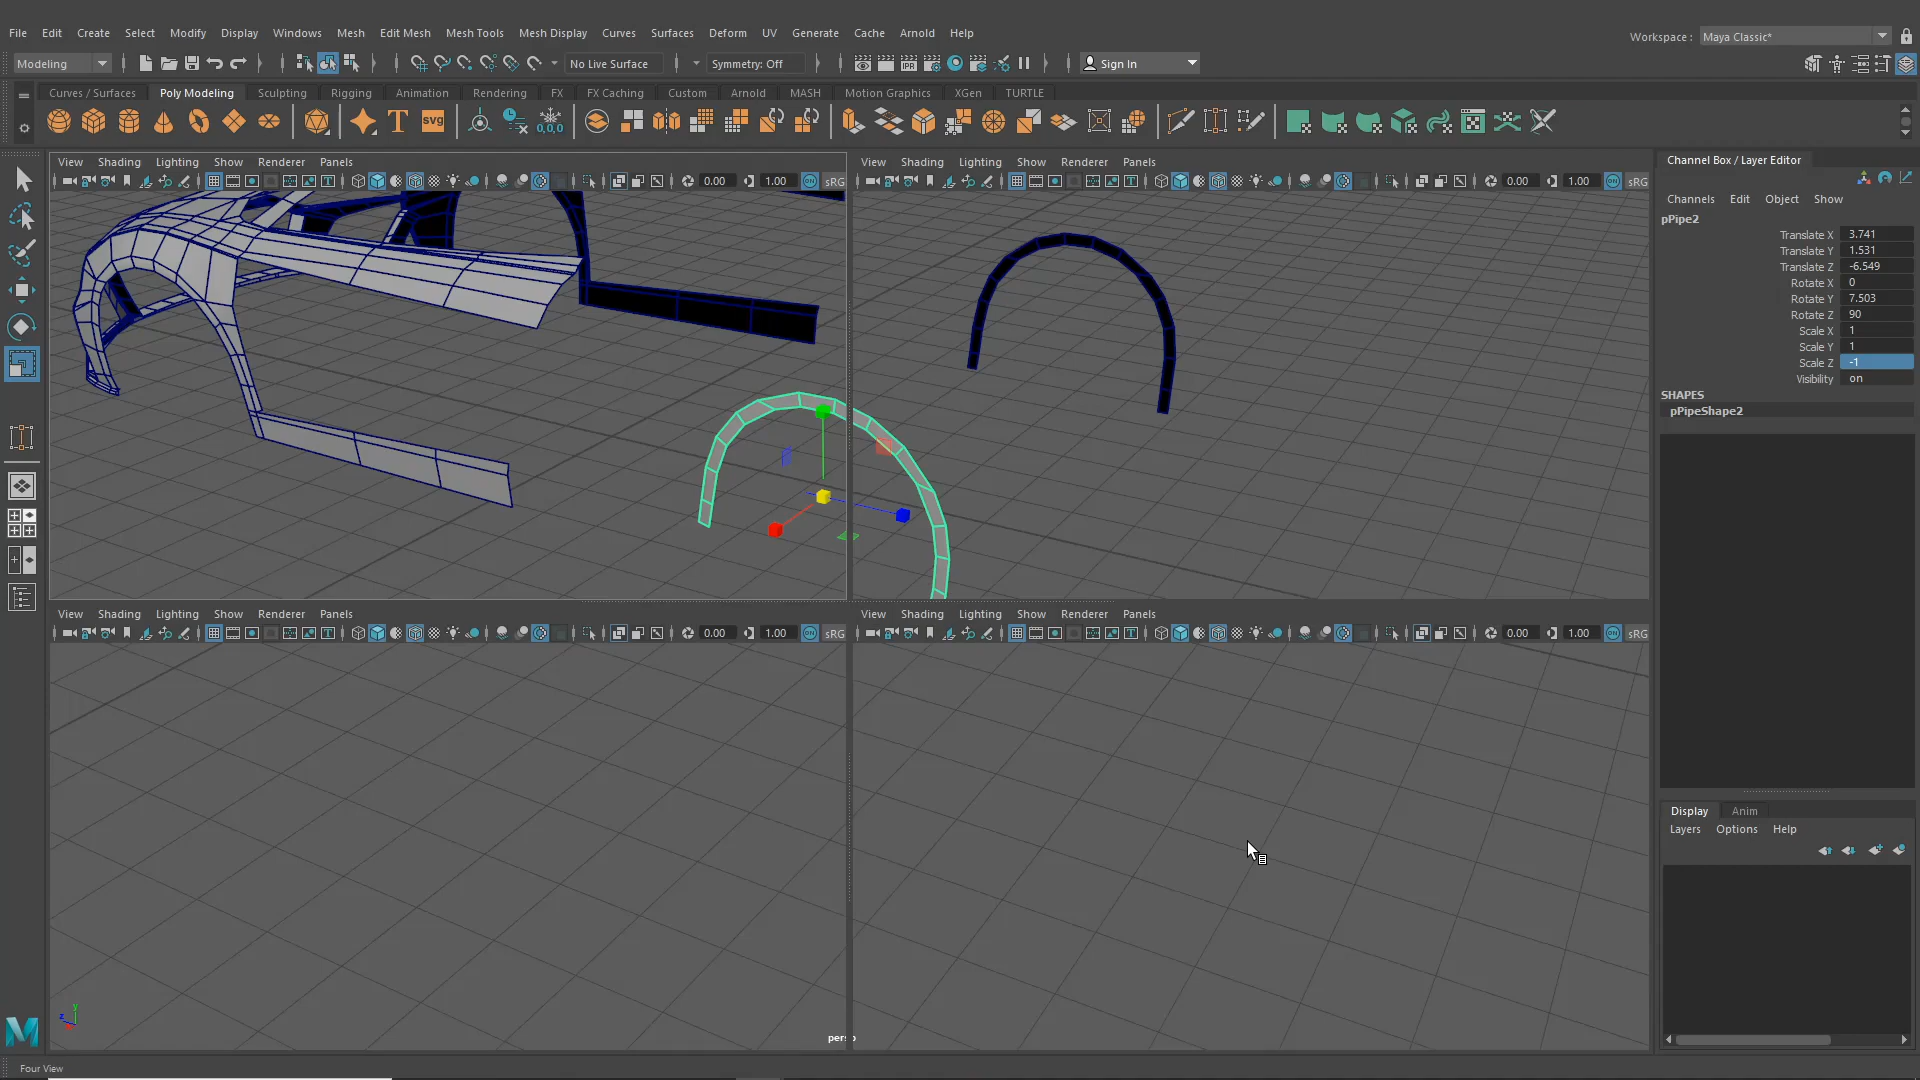 File Edit Create Select Modify Display Windows Mesh Edit Mesh Mesh Tools Mesh Display Curves Surfaces Deform UV Generate Cache Arnold Help
Workspace : Maya Classic*
Modeling No Live Surface Symmetry: Off Sign In
Curves / Surfaces Poly Modeling Sculpting Rigging Animation Rendering FX FX Caching Custom Arnold MASH Motion Graphics XGen TURTLE
T svg 0,0,0
IPR
View Shading Lighting Show Renderer Panels
0.00 1.00 sRG
View Shading Lighting Show Renderer Panels
0.00 1.00 sRG
View Shading Lighting Show Renderer Panels
0.00 1.00 sRG
y
z
persp
View Shading Lighting Show Renderer Panels
0.00 1.00 sRG
Channel Box / Layer Editor
Channels Edit Object Show
pPipe2
Translate X 3.741
Translate Y 1.531
Translate Z -6.549
Rotate X 0
Rotate Y 7.503
Rotate Z 90
Scale X 1
Scale Y 1
Scale Z -1
Visibility on
SHAPES
pPipeShape2
Display Anim
Layers Options Help
M
Four View